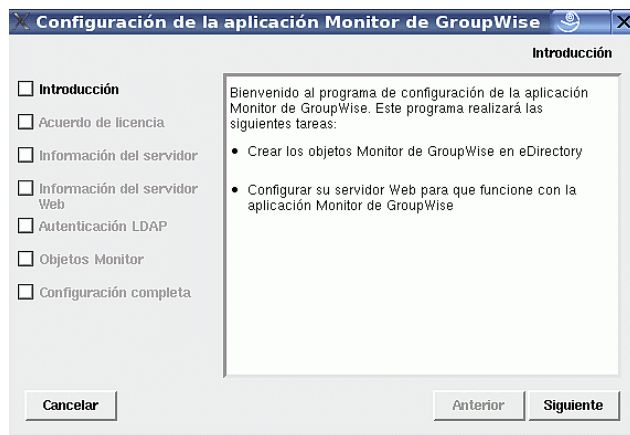 Configuración de la aplicación Monitor de GroupWise
Introducción
Introducción
Acuerdo de licencia
Información del servidor
Información del servidor
Web
Autenticación LDAP
Objetos Monitor
Configuración completa
Bienvenido al programa de configuración de la aplicación
Monitor de GroupWise. Este programa realizará las
siguientes tareas:
• Crear los objetos Monitor de GroupWise en eDirectory
• Configurar su servidor Web para que funcione con la
aplicación Monitor de GroupWise
Cancelar
Anterior
Siguiente